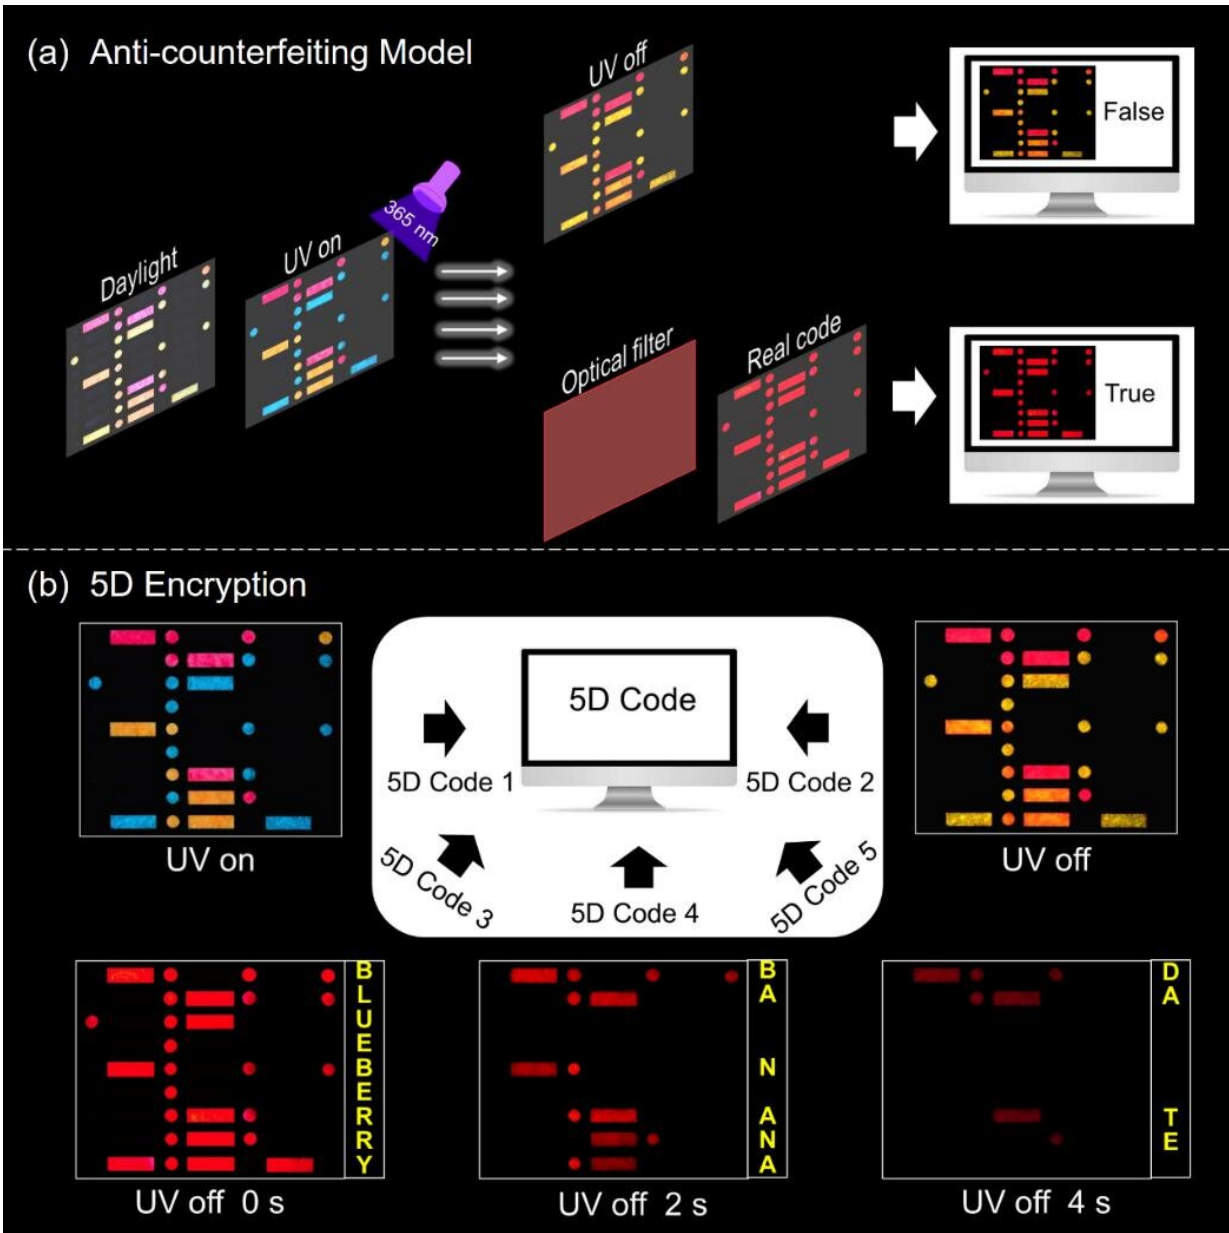 (a) Anti-counterfeiting Model
UV off
False
365 nm
UV on
Daylight
Optical filter
Real code
True
(b) 5D Encryption
5D Code
5D Code 1
5D Code 2
5D Code 3
5D Code 4
5D Code 5
UV on
UV off
B
L
U
E
B
E
R
R
Y
UV off 0 s
B
A
N
A
N
A
UV off 2 s
D
A
T
E
UV off 4 s